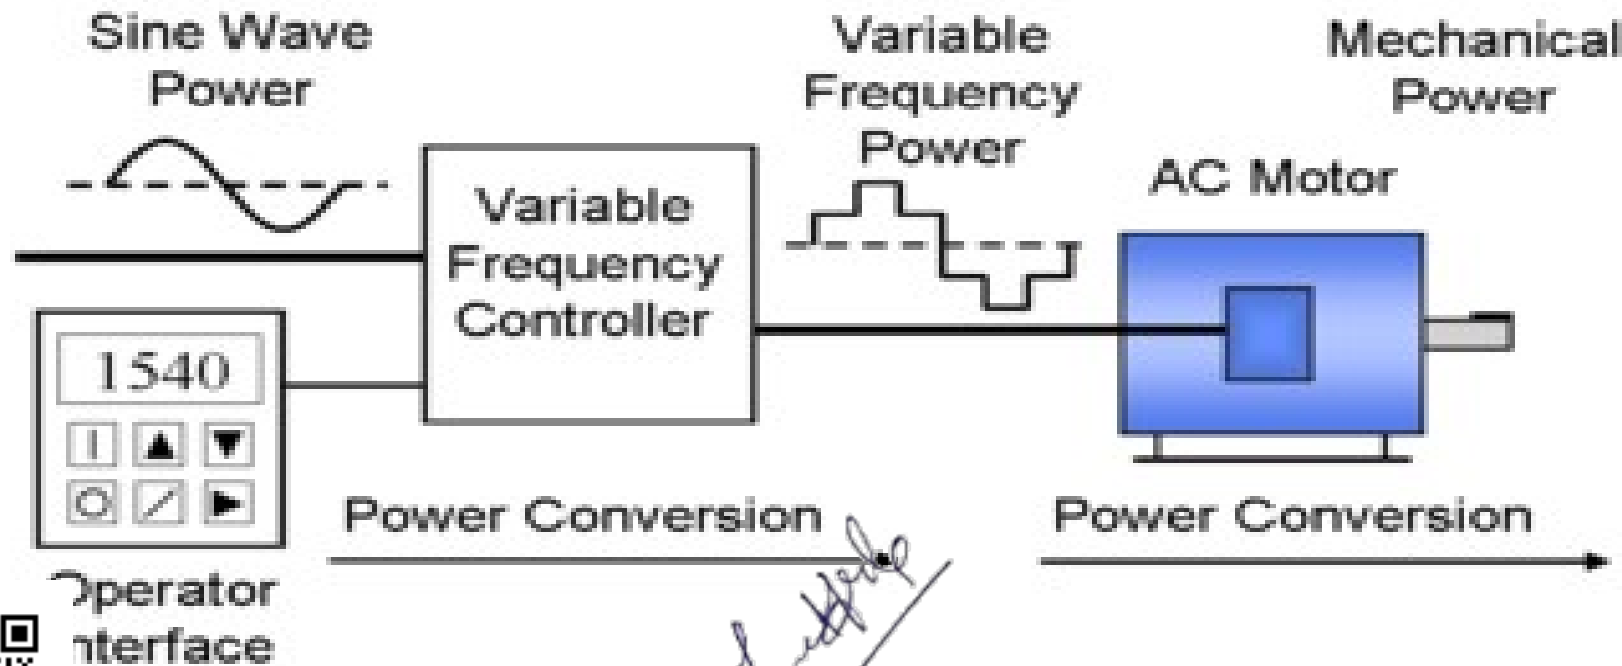 Sine Wave
Power
Variable
Frequency
Power
Mechanical
Power
AC Motor
Variable
Frequency
Controller
1540
Power Conversion
Power Conversion
Operator
nterface